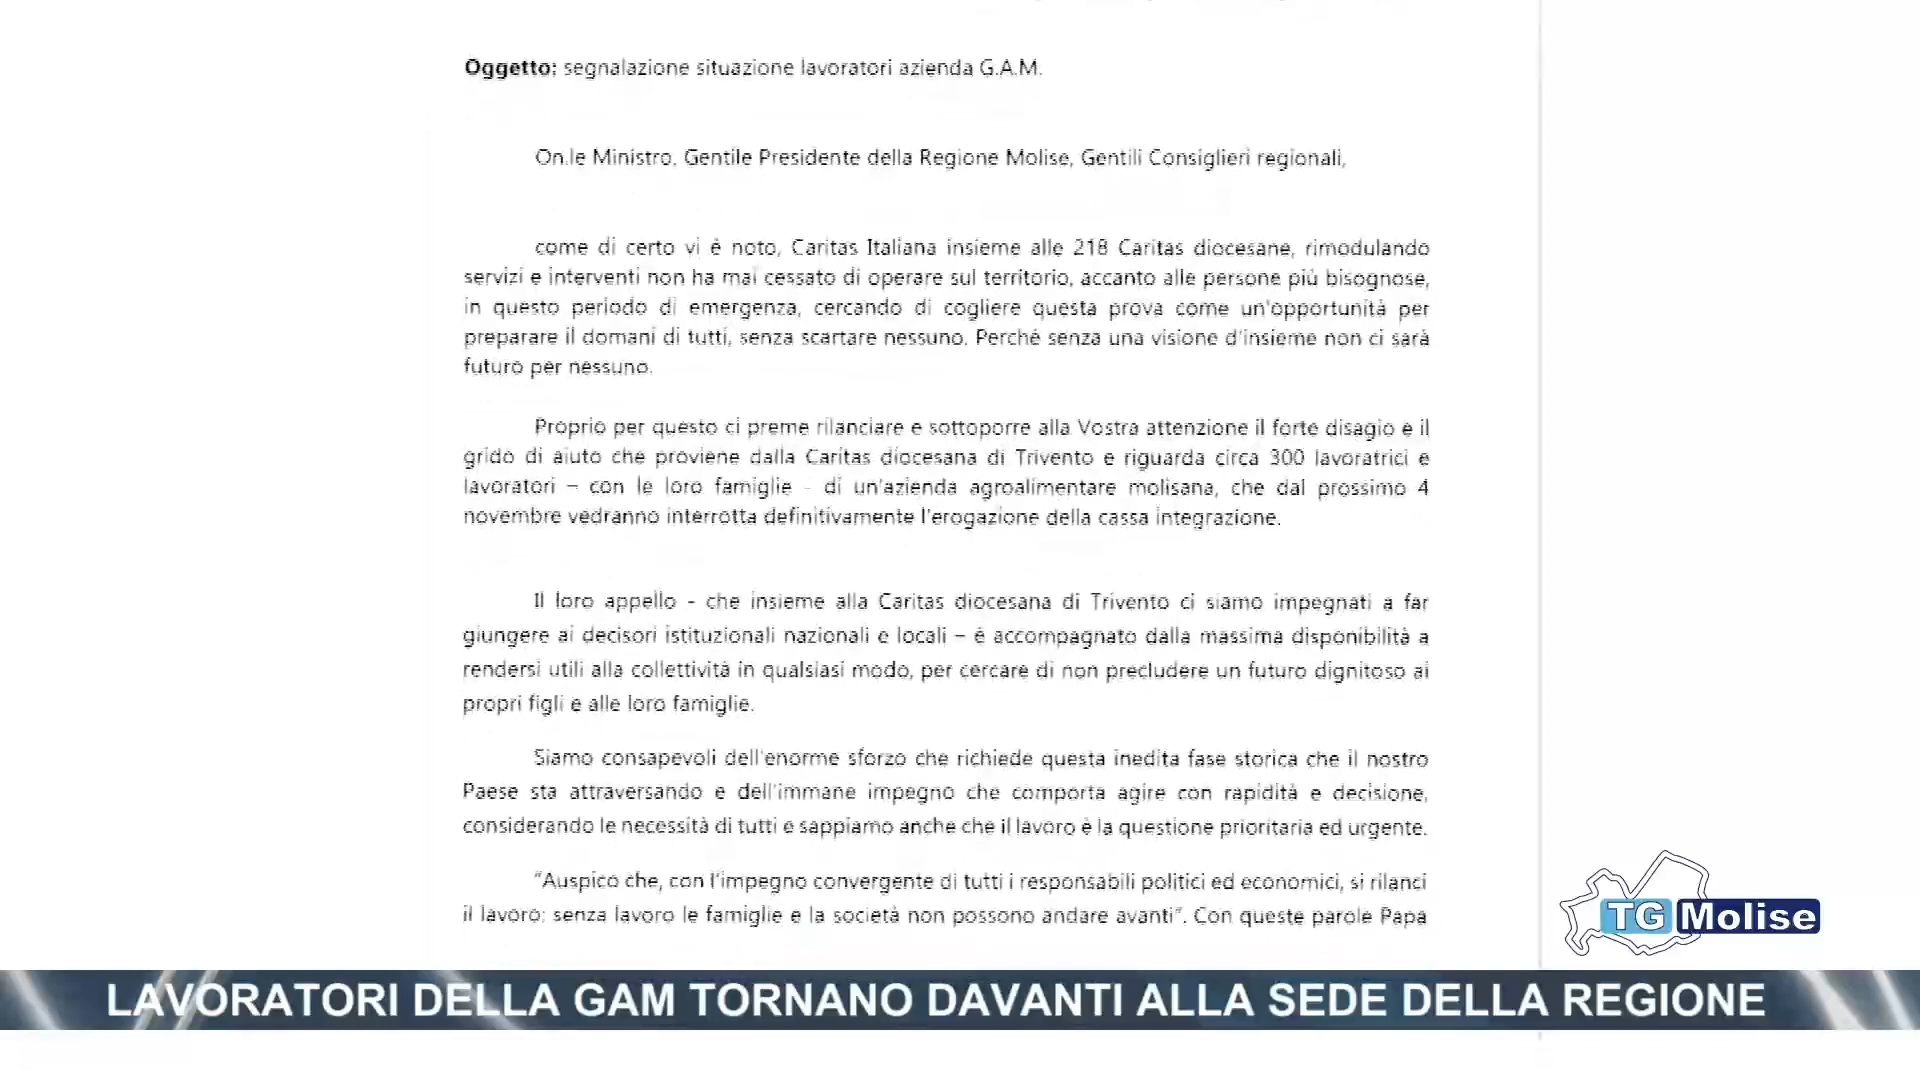 Oggetto: segnalazione situazione lavoratori azienda G.A.M.
On.le Ministro, Gentile Presidente della Regione Molise, Gentili Consiglieri regionali,
come di certo vi è noto, Caritas Italiana insieme alle 218 Caritas diocesane, rimodulando
servizi e interventi non ha mai cessato di operare sul territorio, accanto alle persone più bisognose,
in questo periodo di emergenza, cercando di cogliere questa prova come un'opportunità per
preparare il domani di tutti, senza scartare nessuno. Perché senza una visione d'insieme non ci sarà
futuro per nessuno.
Proprio per questo ci preme rilanciare e sottoporre alla Vostra attenzione il forte disagio e il
grido di aiuto che proviene dalla Caritas diocesana di Trivento e riguarda circa 300 lavoratrici e
lavoratori – con le loro famiglie - di un'azienda agroalimentare molisana, che dal prossimo 4
novembre vedranno interrotta definitivamente l'erogazione della cassa integrazione.
Il loro appello - che insieme alla Caritas diocesana di Trivento ci siamo impegnati a far
giungere ai decisori istituzionali nazionali e locali – è accompagnato dalla massima disponibilità a
rendersi utili alla collettività in qualsiasi modo, per cercare di non precludere un futuro dignitoso ai
propri figli e alle loro famiglie.
Siamo consapevoli dell'enorme sforzo che richiede questa inedita fase storica che il nostro
Paese sta attraversando e dell'immane impegno che comporta agire con rapidità e decisione,
considerando le necessità di tutti e sappiamo anche che il lavoro è la questione prioritaria ed urgente.
"Auspico che, con l'impegno convergente di tutti i responsabili politici ed economici, si rilanci
il lavoro: senza lavoro le famiglie e la società non possono andare avanti". Con queste parole Papa
TG Molise
LAVORATORI DELLA GAM TORNANO DAVANTI ALLA SEDE DELLA REGIONE